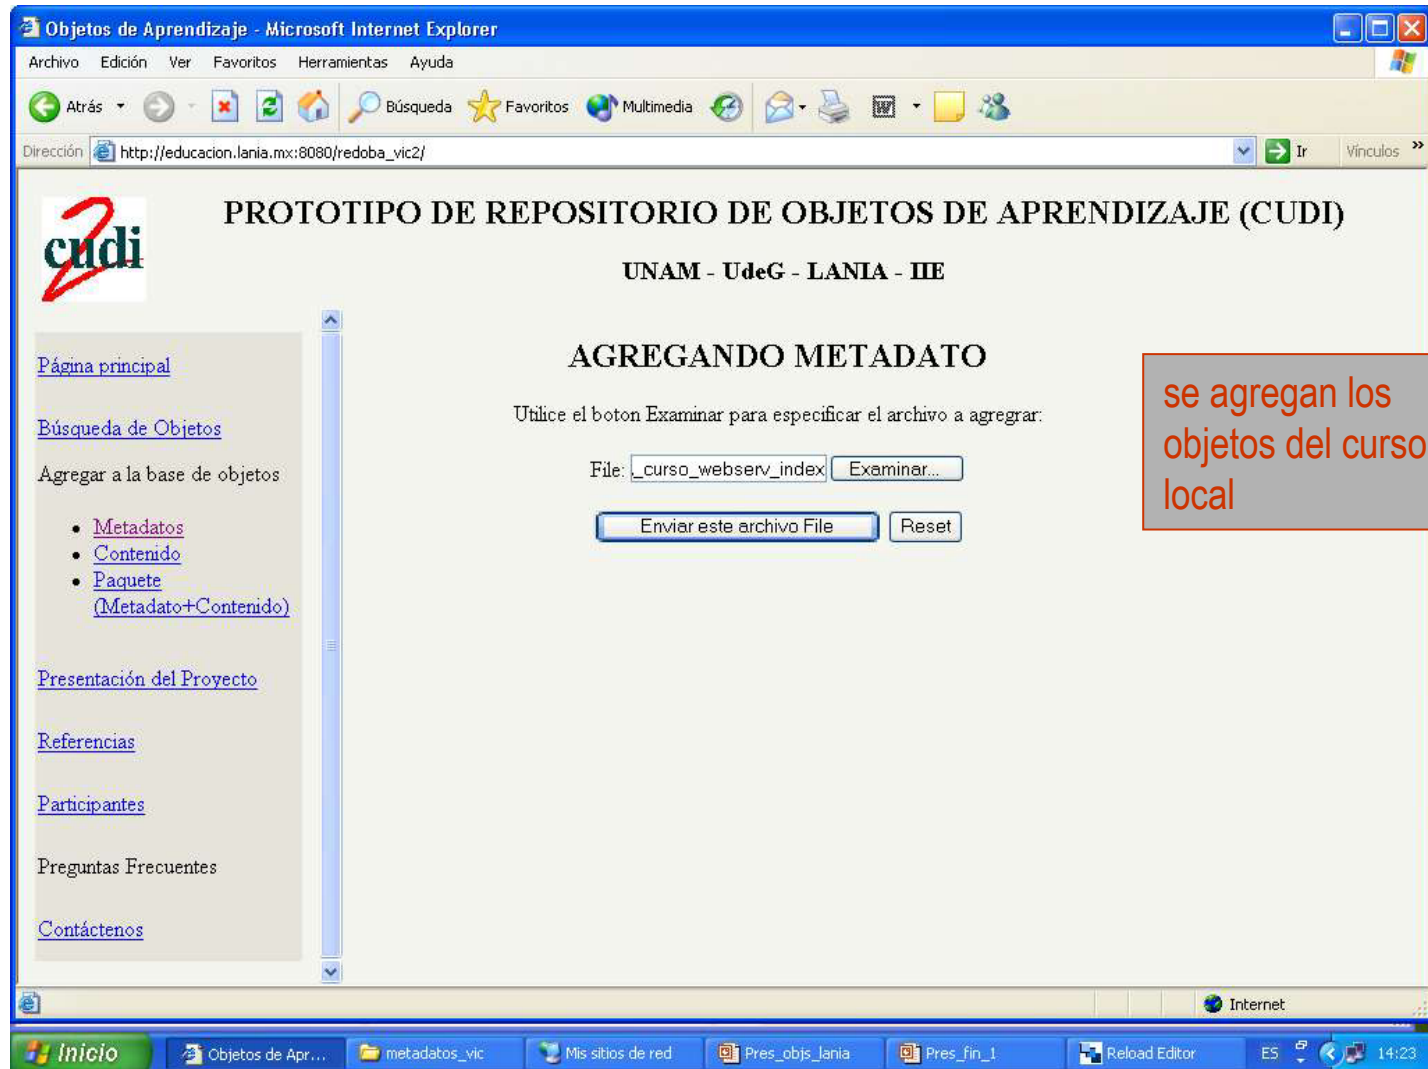 Objetos de Aprendizaje - Microsoft Internet Explorer
Archivo Edición Ver Favoritos Herramientas Ayuda
Atrás Búsqueda Favoritos Multimedia
Dirección http://educacion.lania.mx:8080/redoba_vic2/ Ir Vínculos »
cudi
2
PROTOTIPO DE REPOSITORIO DE OBJETOS DE APRENDIZAJE (CUDI)
UNAM - UdeG - LANIA - IIE
Página principal
Búsqueda de Objetos
Agregar a la base de objetos
Metadatos
Contenido
Paquete
(Metadato+Contenido)
Presentación del Proyecto
Referencias
Participantes
Preguntas Frecuentes
Contáctenos
AGREGANDO METADATO
Utilice el boton Examinar para especificar el archivo a agregrar:
File: ._curso_webserv_index Examinar...
Enviar este archivo File Reset
se agregan los
objetos del curso
local
Internet
Inicio Objetos de Apr... metadatos_vic Mis sitios de red Pres_objs_lania Pres_fin_1 Reload Editor ES 14:23